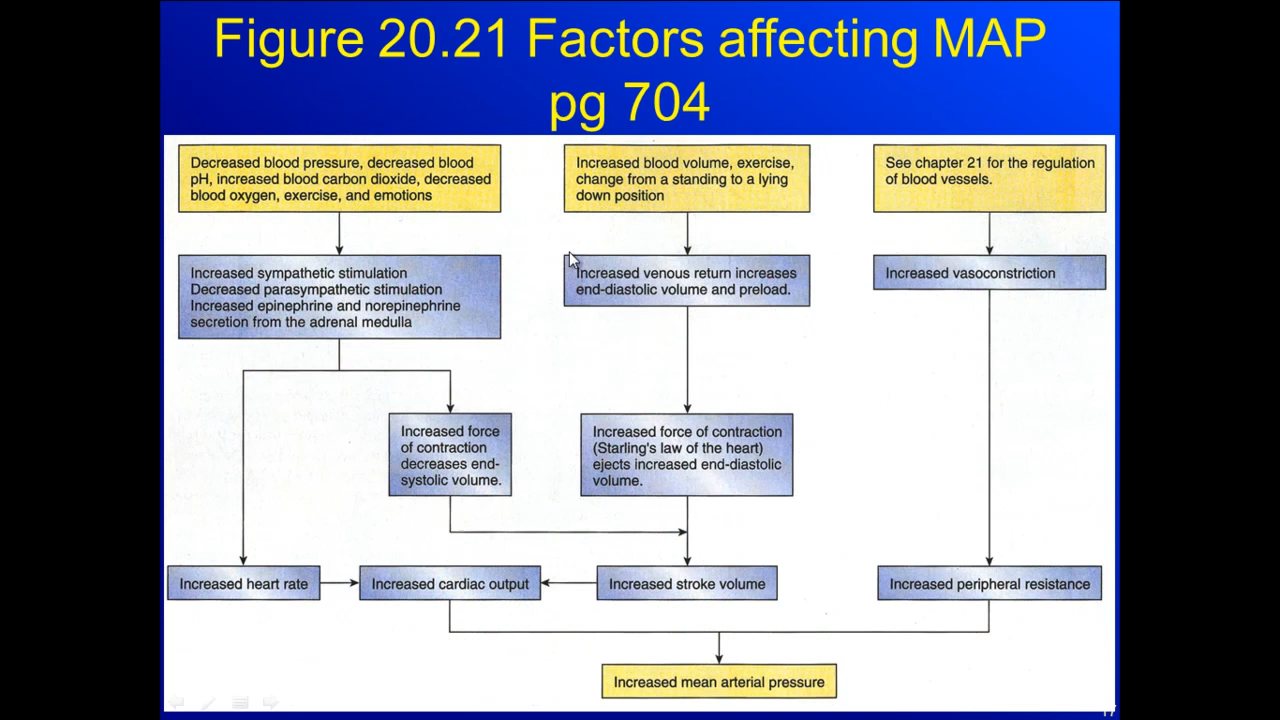 Figure 20.21 Factors affecting MAP
pg 704
Decreased blood pressure, decreased blood
pH, increased blood carbon dioxide, decreased
blood oxygen, exercise, and emotions
Increased blood volume, exercise,
change from a standing to a lying
down position
See chapter 21 for the regulation
of blood vessels.
Increased sympathetic stimulation
Decreased parasympathetic stimulation
Increased epinephrine and norepinephrine
secretion from the adrenal medulla
Increased venous return increases
end-diastolic volume and preload.
Increased vasoconstriction
Increased force
of contraction
decreases end-
systolic volume.
Increased force of contraction
(Starling's law of the heart)
ejects increased end-diastolic
volume.
Increased heart rate
Increased cardiac output
Increased stroke volume
Increased peripheral resistance
Increased mean arterial pressure
17